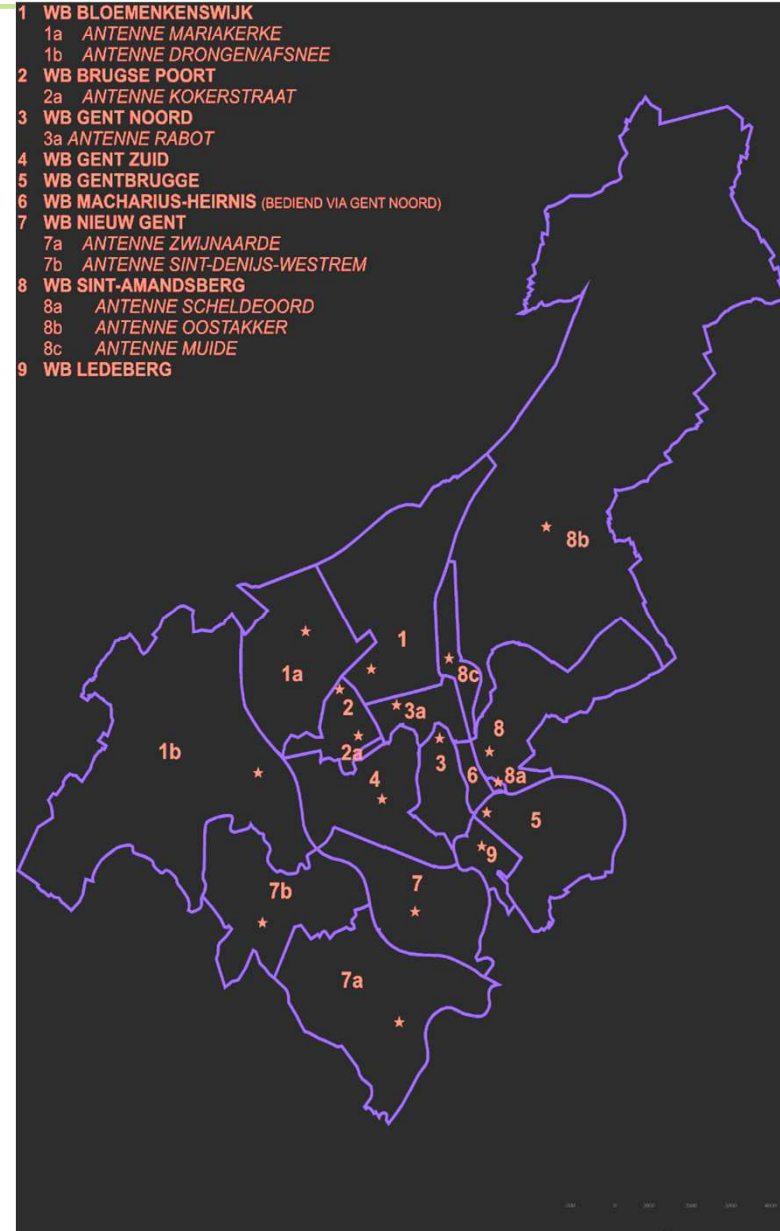 1 WB BLOEMENKENSWIJK
1a ANTENNE MARIAKERKE
1b ANTENNE DRONGEN/AFSNEE
2 WB BRUGSE POORT
2a ANTENNE KOKERSTRAAT
3 WB GENT NOORD
3a ANTENNE RABOT
4 WB GENT ZUID
5 WB GENTBRUGGE
6 WB MACHARIUS-HEIRNIS (BEDIEND VIA GENT NOORD)
7 WB NIEUW GENT
7a ANTENNE ZWIJNAARDE
7b ANTENNE SINT-DENIJS-WESTREM
8 WB SINT-AMANDSBERG
8a ANTENNE SCHELDEOORD
8b ANTENNE OOSTAKKER
8c ANTENNE MUIDE
9 WB LEDEBERG
8b
1
1a
8c
2
3a
8
1b
2a
3
4
6
8a
5
9
7
7b
7a